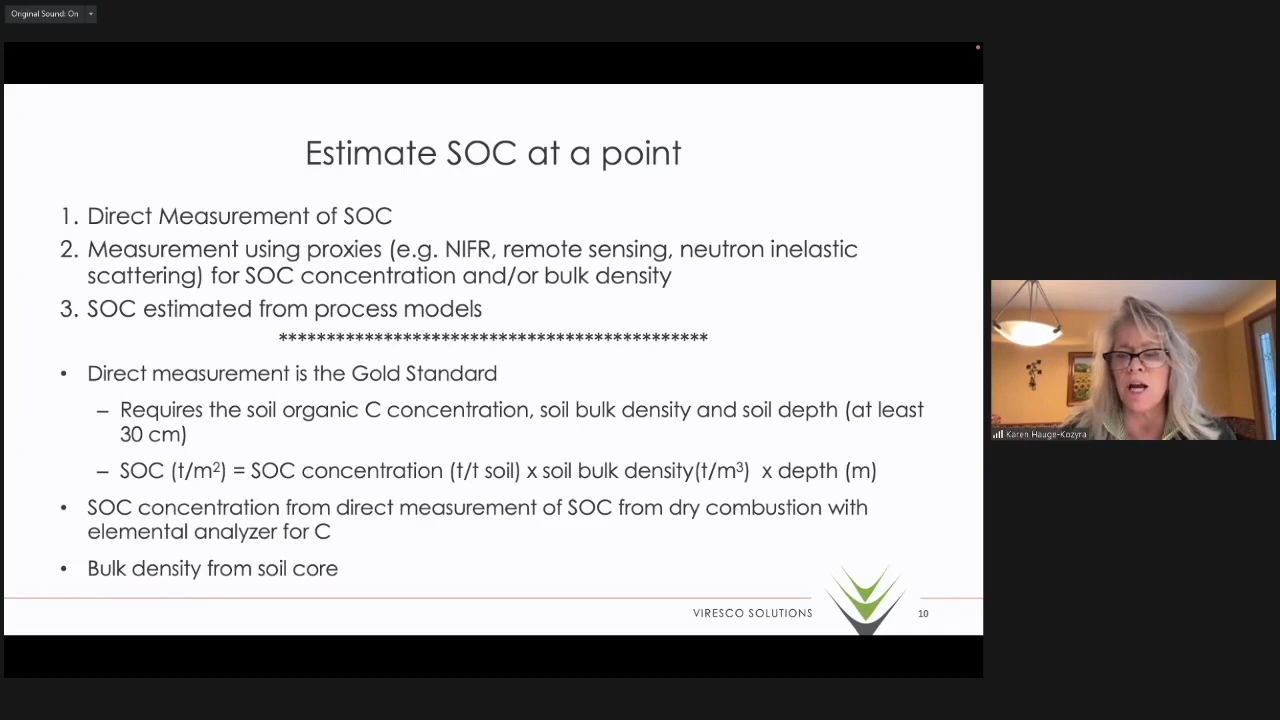 Original Sound: On
Estimate SOC at a point
1. Direct Measurement of SOC
2. Measurement using proxies (e.g. NIFR, remote sensing, neutron inelastic
scattering) for SOC concentration and/or bulk density
3. SOC estimated from process models
********************************************
• Direct measurement is the Gold Standard
– Requires the soil organic C concentration, soil bulk density and soil depth (at least
30 cm)
– SOC (t/m²) = SOC concentration (t/t soil) x soil bulk density(t/m³) x depth (m)
• SOC concentration from direct measurement of SOC from dry combustion with
elemental analyzer for C
• Bulk density from soil core
VIRESCO SOLUTIONS
10
Karen Hauge-Kozyra